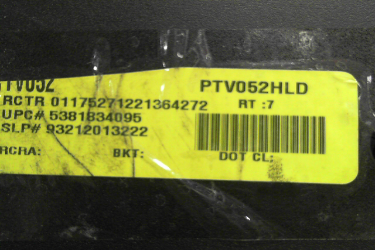 PTV052 PTV052HLD
RCTR 01175271221364272 RT :7
UPC# 5381834095
SLP# 93212013222
RCHA: BKT: DOT CL: